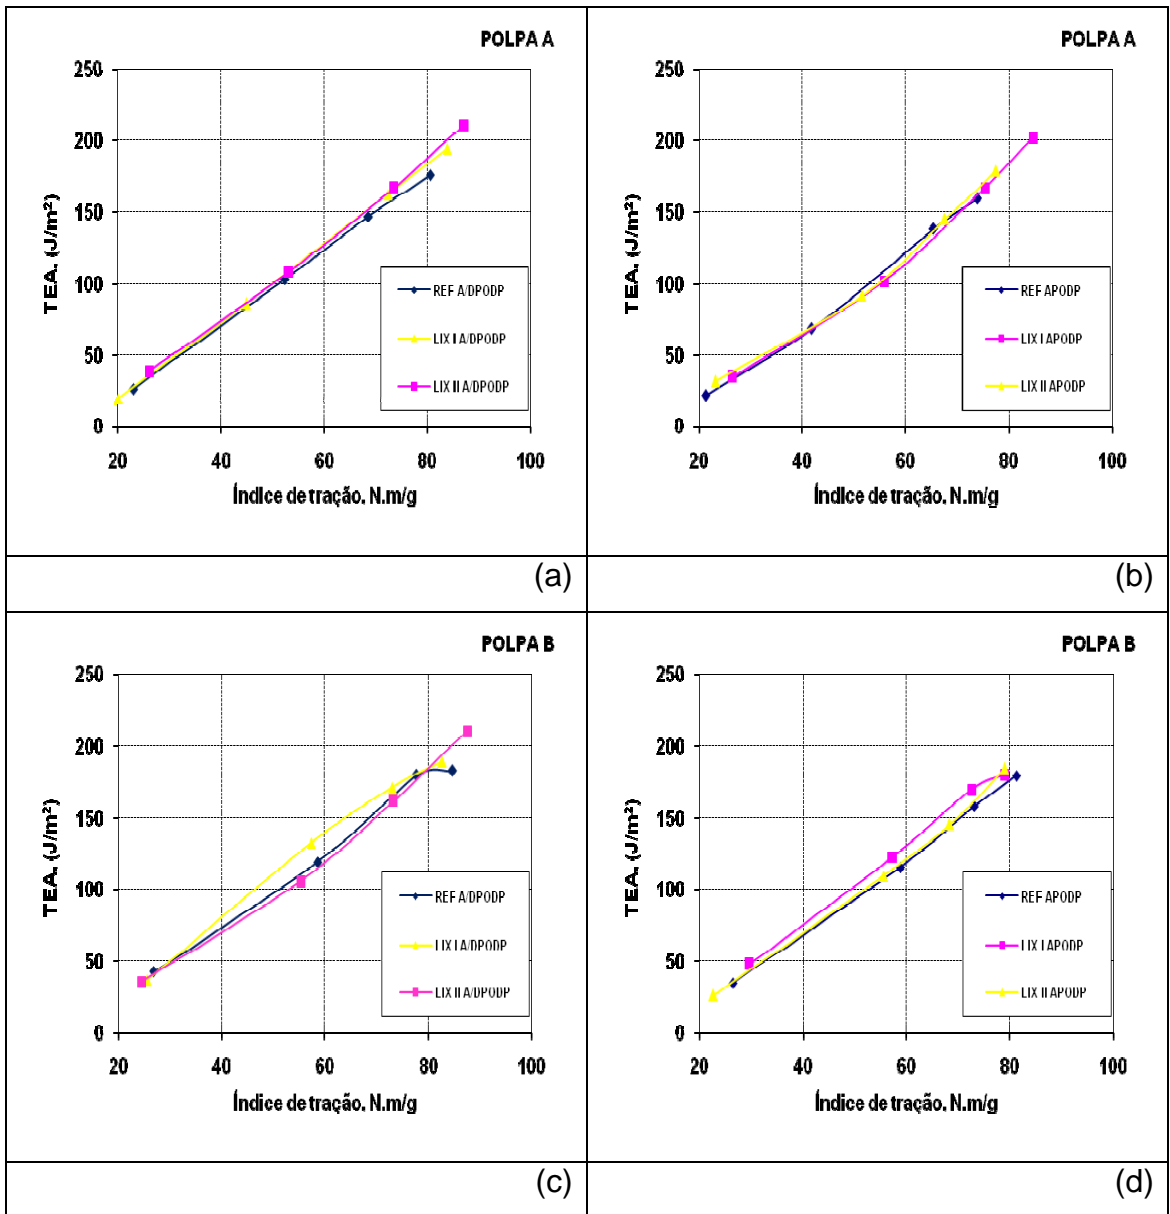 POLPA A
250
200
150
100
50
0
TEA, (J/m²)
REF A/DPODP
LIX I A/DPODP
LIX II A/DPODP
20 40 60 80 100
Índice de tração, N.m/g
(a)
POLPA A
250
200
150
100
50
0
TEA, (J/m²)
REF APODP
LIX I APODP
LIX II APODP
20 40 60 80 100
Índice de tração, N.m/g
(b)
POLPA B
250
200
150
100
50
0
TEA, (J/m²)
REF A/DPODP
LIX I A/DPODP
LIX II A/DPODP
20 40 60 80 100
Índice de tração, N.m/g
(c)
POLPA B
250
200
150
100
50
0
TEA, (J/m²)
REF APODP
LIX I APODP
LIX II APODP
20 40 60 80 100
Índice de tração, N.m/g
(d)